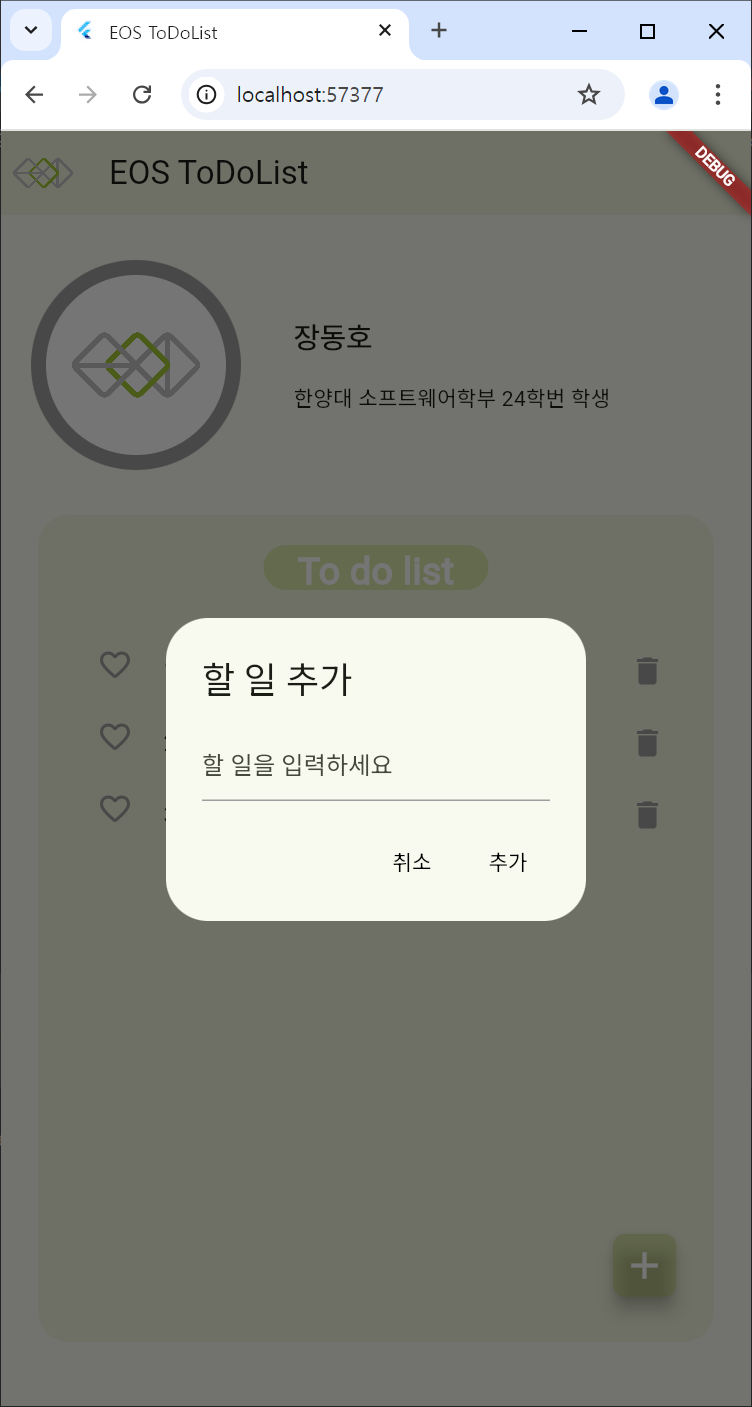 EOS ToDoList
localhost:57377
EOS ToDoList
DEBUG
장동호
한양대 소프트웨어학부 24학번 학생
To do list
할 일 추가
할 일을 입력하세요
취소 추가